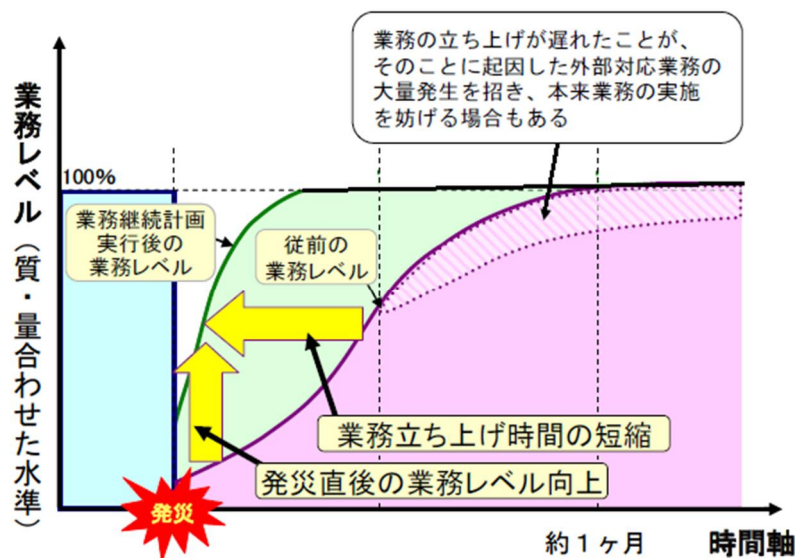 業務の立ち上げが遅れたことが、
そのことに起因した外部対応業務の
大量発生を招き、本来業務の実施
を妨げる場合もある
業務レベル（質・量合わせた水準）
100%
業務継続計画
実行後の
業務レベル
従前の
業務レベル
業務立ち上げ時間の短縮
発災直後の業務レベル向上
発災
約１ヶ月
時間軸